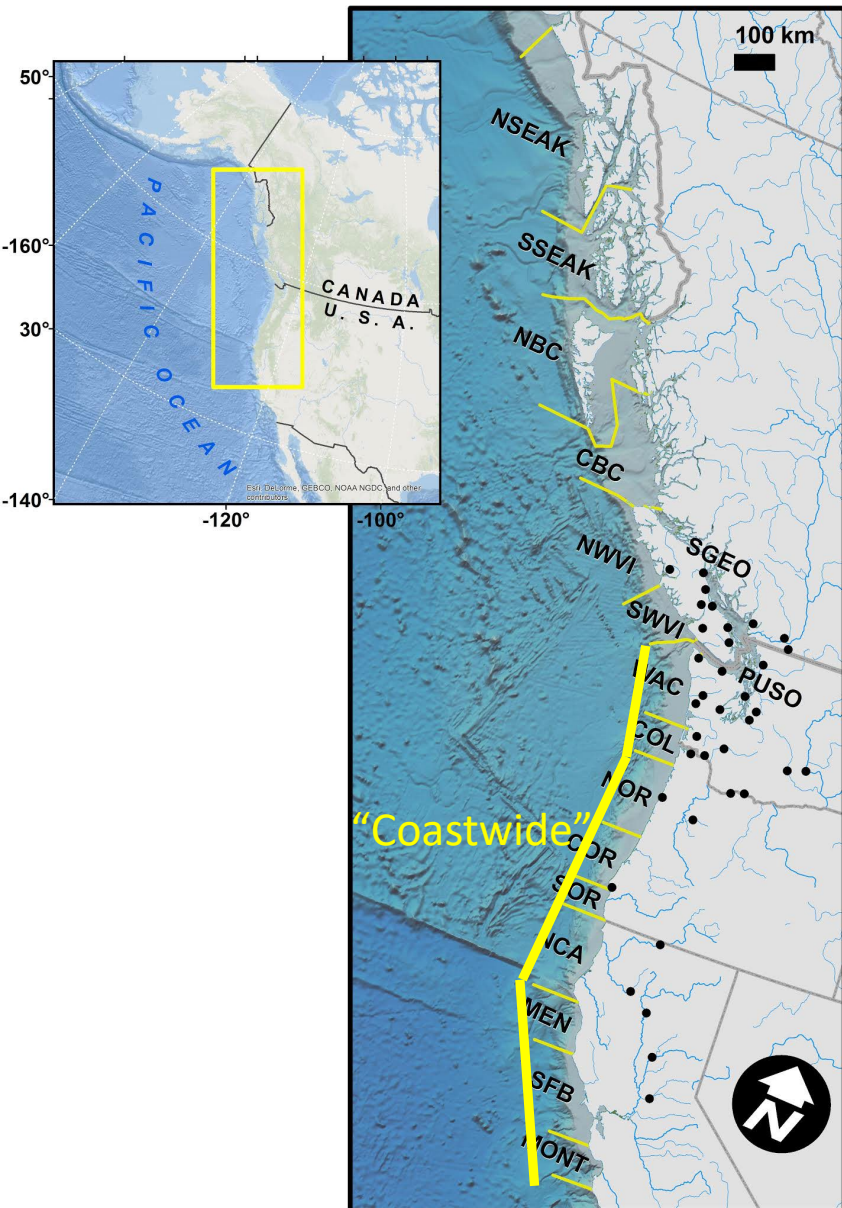 100 km
50°
-160°
30°
-140°
-120°
-100°
PACIFIC OCEAN
CANADA
U. S. A.
Esri, DeLorme, GEBCO, NOAA NGDC, and other
contributors
NSEAK
SSEAK
NBC
CBC
NWVI
SGEO
SWVI
WAC
PUSO
COL
NOR
“Coastwide”
COR
SOR
NCA
MEN
SFB
MONT
N